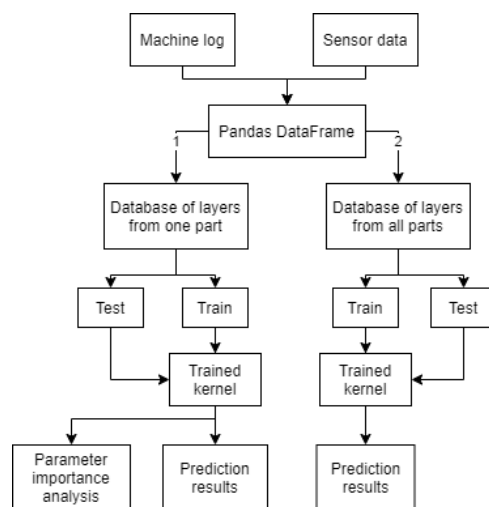 Machine log
Sensor data
Pandas DataFrame
1
2
Database of layers
from one part
Database of layers
from all parts
Test
Train
Train
Test
Trained
kernel
Trained
kernel
Parameter
importance
analysis
Prediction
results
Prediction
results